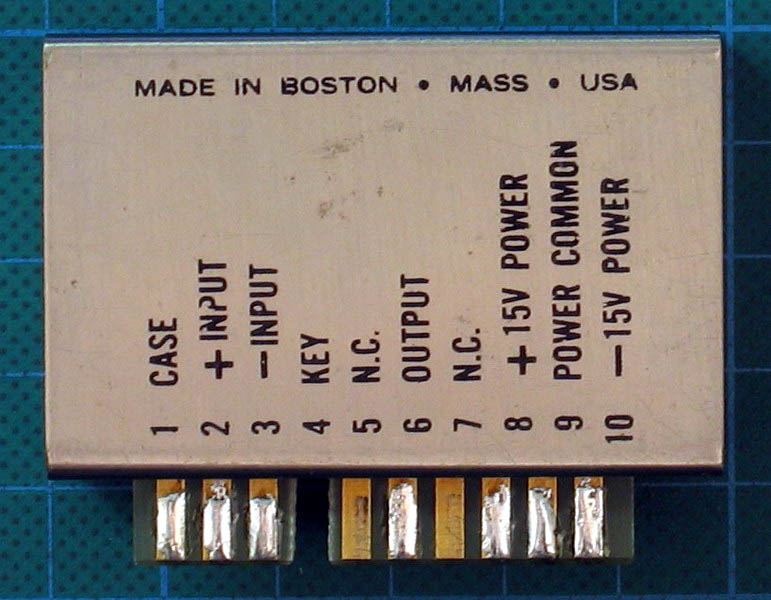 MADE IN BOSTON • MASS • USA
1 CASE
2 +INPUT
3 −INPUT
4 KEY
5 N.C.
6 OUTPUT
7 N.C.
8 +15V POWER
9 POWER COMMON
10 −15V POWER